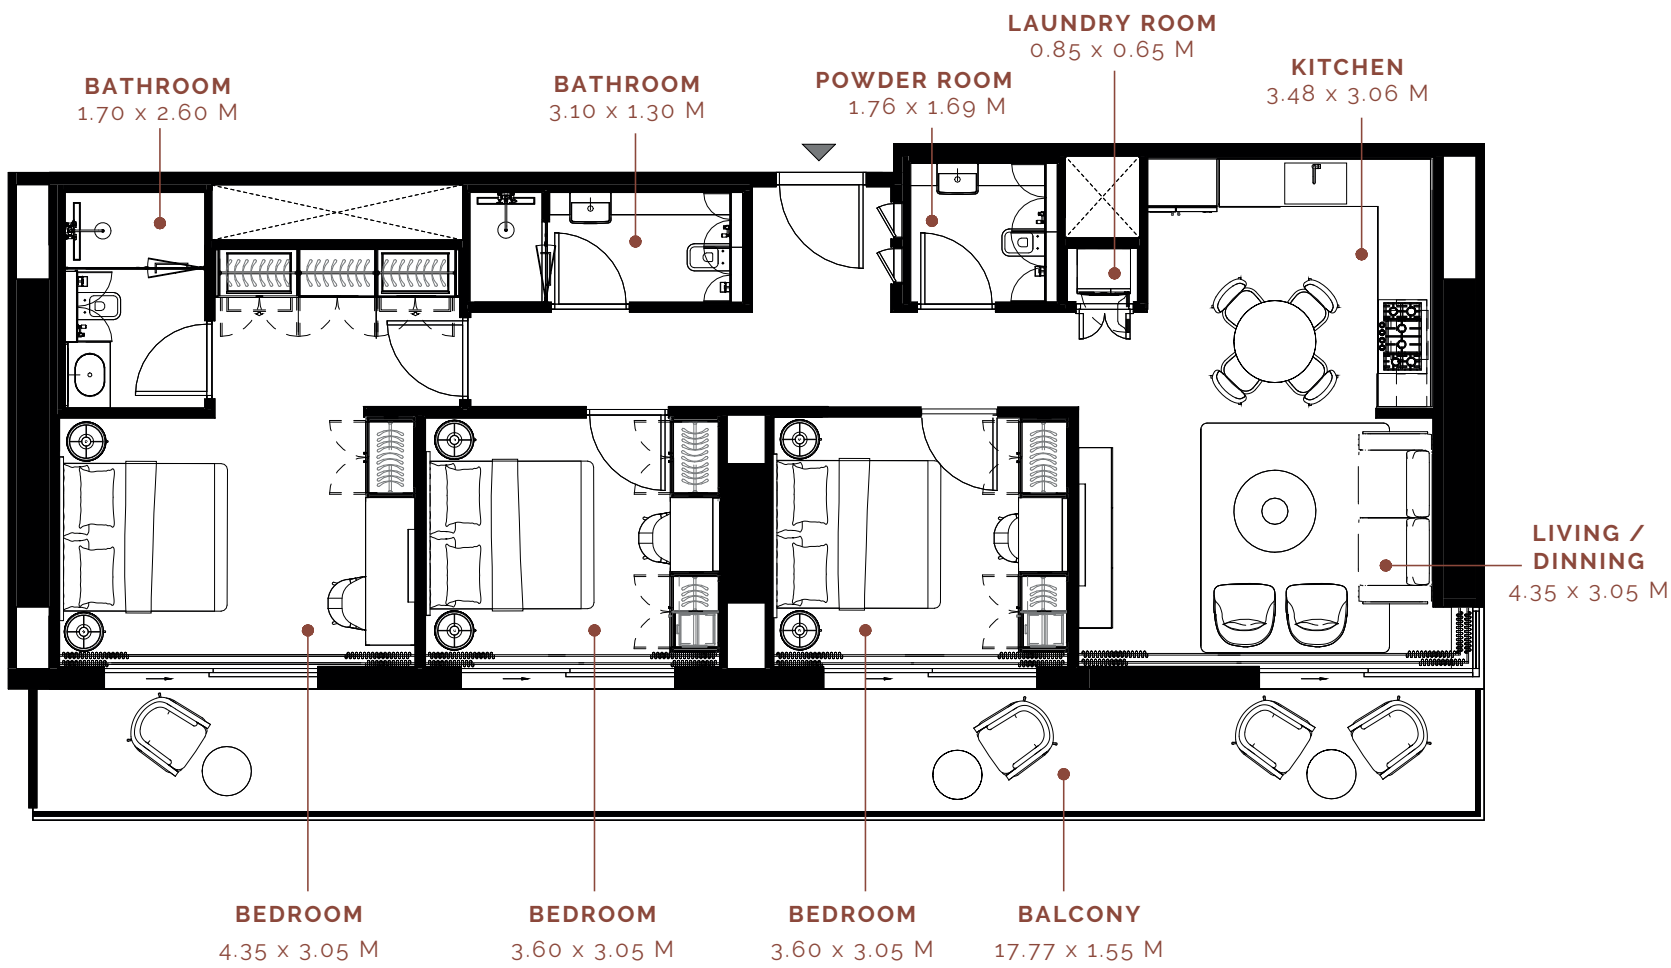 LAUNDRY ROOM
0.85 x 0.65 M
KITCHEN
3.48 x 3.06 M
BATHROOM
1.70 x 2.60 M
BATHROOM
3.10 x 1.30 M
POWDER ROOM
1.76 x 1.69 M
LIVING /
DINNING
4.35 x 3.05 M
BEDROOM
4.35 x 3.05 M
BEDROOM
3.60 x 3.05 M
BEDROOM
3.60 x 3.05 M
BALCONY
17.77 x 1.55 M